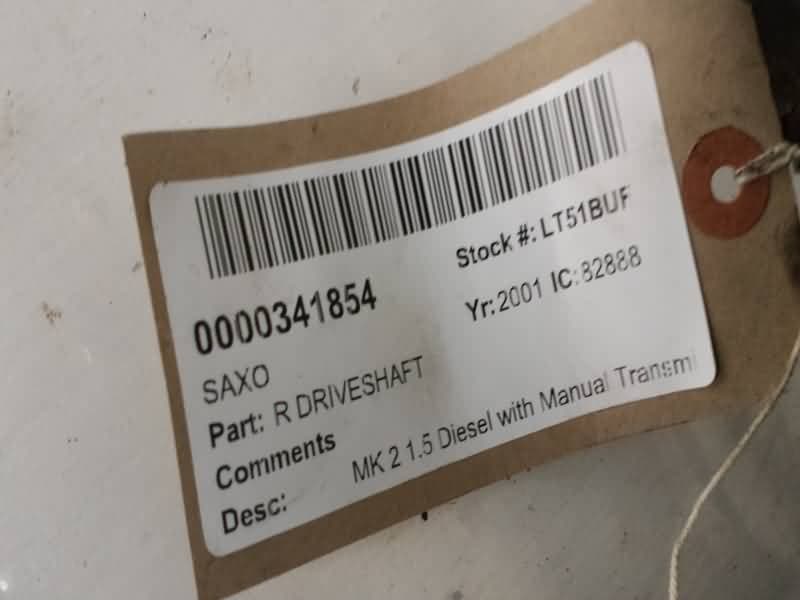 0000341854
Stock #: LT51BUF
SAXO
Yr: 2001 IC: 82888
Part: R DRIVESHAFT
Comments
Desc: MK 2 1.5 Diesel with Manual Transmi